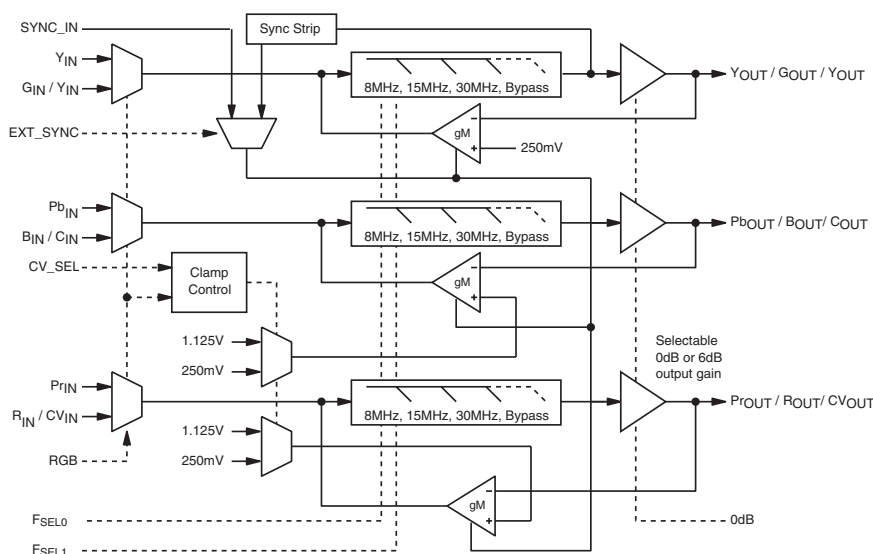 SYNC_IN
Sync Strip
YIN
GIN / YIN
8MHz, 15MHz, 30MHz, Bypass
YOUT / GOUT / YOUT
EXT_SYNC
gM
−
+
250mV
PbIN
BIN / CIN
8MHz, 15MHz, 30MHz, Bypass
PbOUT / BOUT/ COUT
CV_SEL
Clamp
Control
gM
−
+
1.125V
250mV
Selectable
0dB or 6dB
output gain
PrIN
RIN / CVIN
8MHz, 15MHz, 30MHz, Bypass
PrOUT / ROUT/ CVOUT
1.125V
250mV
RGB
gM
−
+
FSEL0
0dB
FSEL1